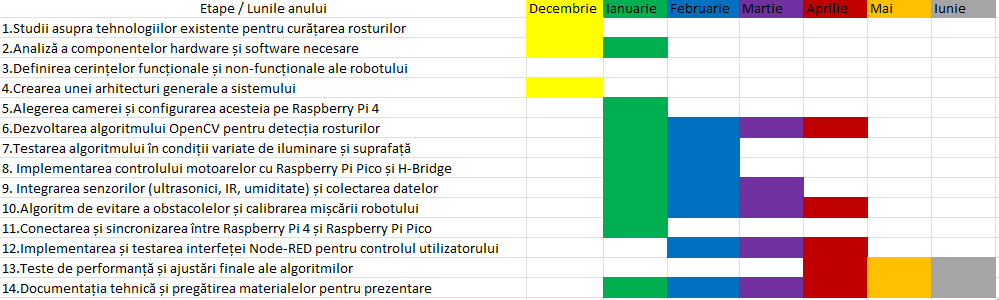 Etape / Lunile anului Decembrie Ianuarie Februarie Martie Aprilie Mai Iunie
1.Studii asupra tehnologiilor existente pentru curățarea rosturilor
2.Analiză a componentelor hardware și software necesare
3.Definirea cerințelor funcționale și non-funcționale ale robotului
4.Crearea unei arhitecturi generale a sistemului
5.Alegerea camerei și configurarea acesteia pe Raspberry Pi 4
6.Dezvoltarea algoritmului OpenCV pentru detecția rosturilor
7.Testarea algoritmului în condiții variate de iluminare și suprafață
8. Implementarea controlului motoarelor cu Raspberry Pi Pico și H-Bridge
9. Integrarea senzorilor (ultrasonici, IR, umiditate) și colectarea datelor
10.Algoritm de evitare a obstacolelor și calibrarea mișcării robotului
11.Conectarea și sincronizarea între Raspberry Pi 4 și Raspberry Pi Pico
12.Implementarea și testarea interfeței Node-RED pentru controlul utilizatorului
13.Teste de performanță și ajustări finale ale algoritmilor
14.Documentația tehnică și pregătirea materialelor pentru prezentare